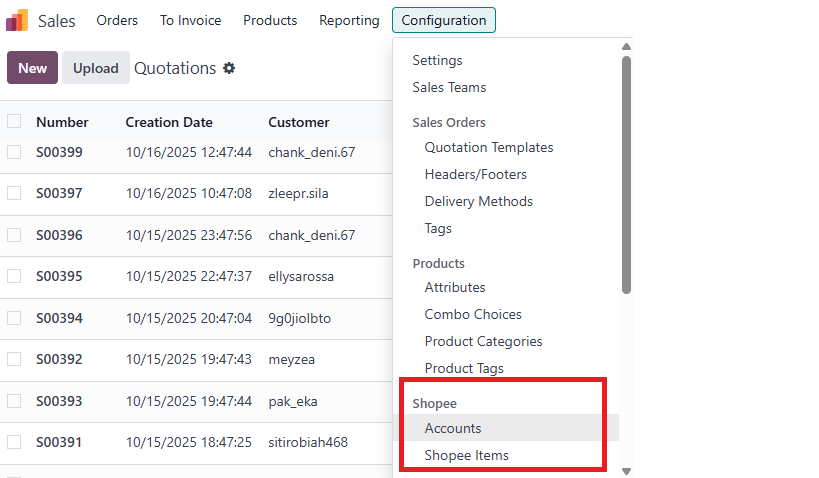 Sales Orders To Invoice Products Reporting Configuration
New Upload Quotations
Settings
Sales Teams
Sales Orders
Quotation Templates
Headers/Footers
Delivery Methods
Tags
Products
Attributes
Combo Choices
Product Categories
Product Tags
Shopee
Accounts
Shopee Items
Number Creation Date Customer
S00399 10/16/2025 12:47:44 chank_deni.67
S00397 10/16/2025 10:47:08 zleepr.sila
S00396 10/15/2025 23:47:56 chank_deni.67
S00395 10/15/2025 22:47:37 ellysarossa
S00394 10/15/2025 20:47:04 9g0jiolbto
S00392 10/15/2025 19:47:43 meyzea
S00393 10/15/2025 19:47:44 pak_eka
S00391 10/15/2025 18:47:25 sitirobiah468